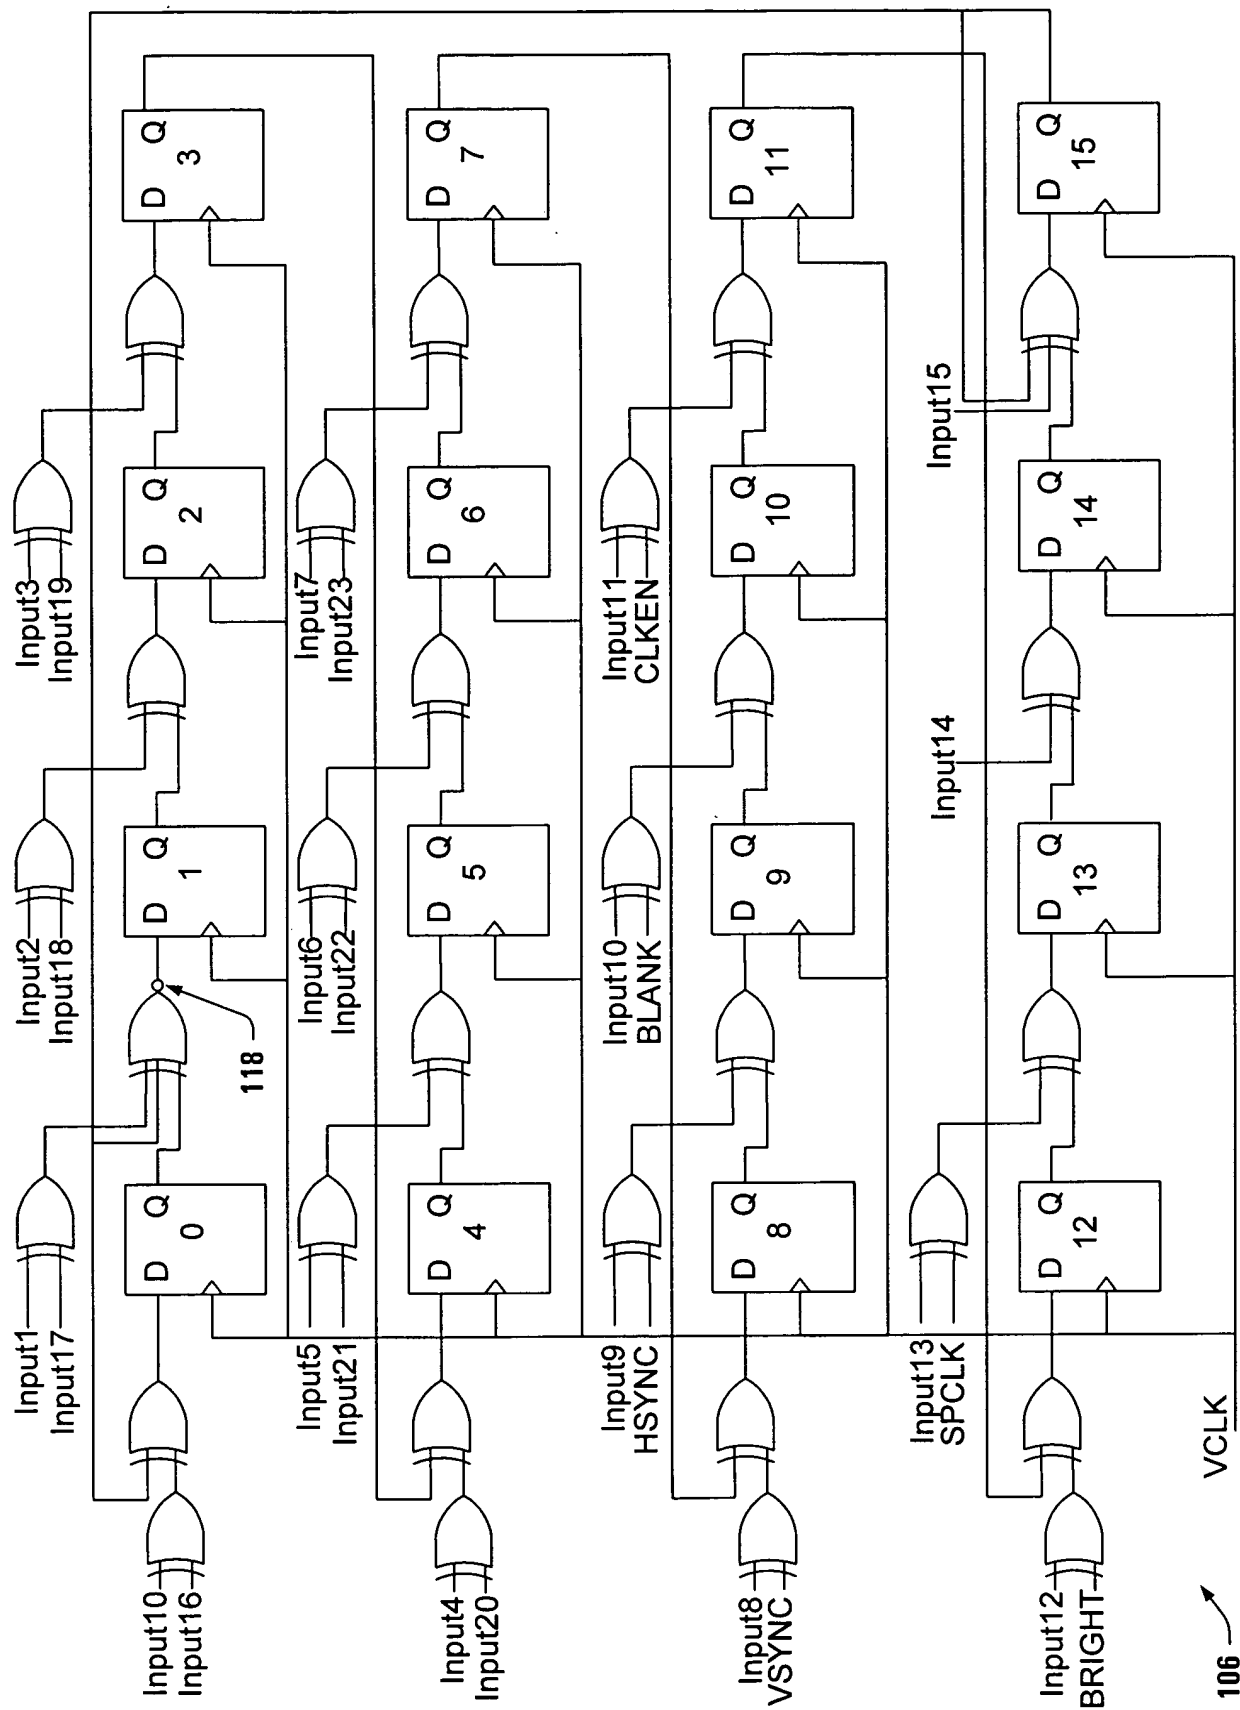 Input3
Input19
Input2
Input18
Input1
Input17
D Q
0
D Q
1
D Q
2
D Q
3
118
Input10
Input16
Input7
Input23
Input6
Input22
Input5
Input21
D Q
4
D Q
5
D Q
6
D Q
7
Input4
Input20
Input11
CLKEN
Input10
BLANK
Input9
HSYNC
D Q
8
D Q
9
D Q
10
D Q
11
Input8
VSYNC
Input13
SPCLK
Input14
Input15
D Q
12
D Q
13
D Q
14
D Q
15
Input12
BRIGHT
VCLK
106